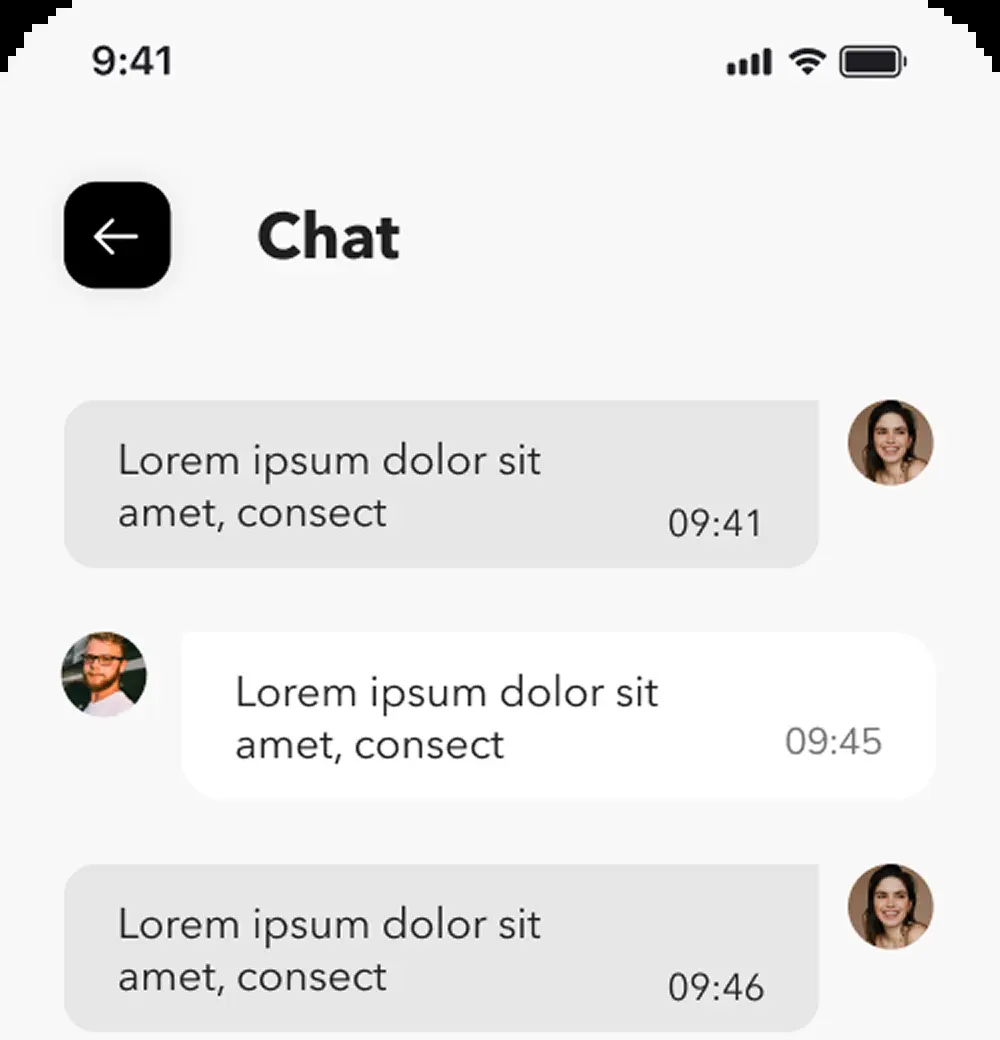 9:41
Chat
Lorem ipsum dolor sit
amet, consect
09:41
Lorem ipsum dolor sit
amet, consect
09:45
Lorem ipsum dolor sit
amet, consect
09:46